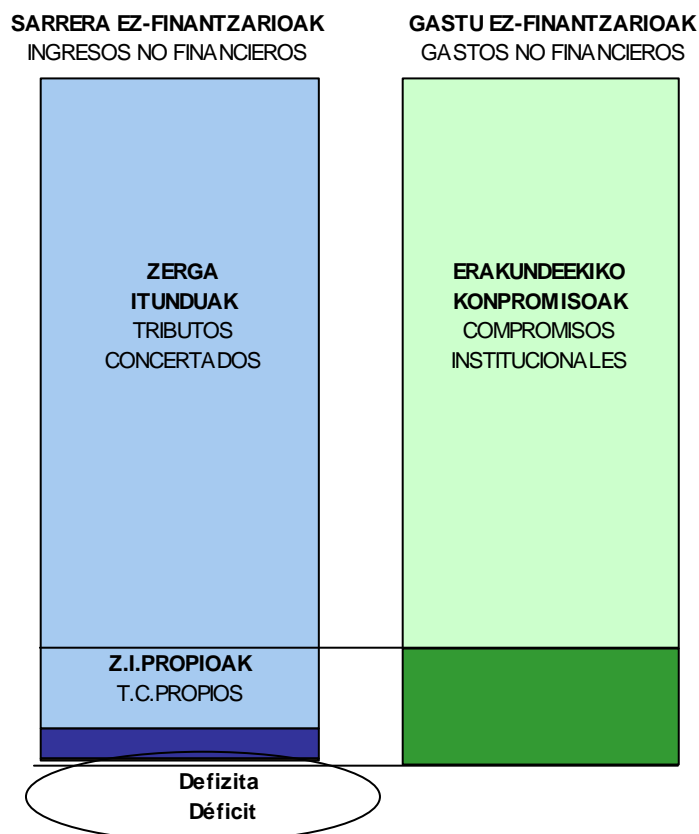 SARRERA EZ-FINANTZARIOAK
INGRESOS NO FINANCIEROS
GASTU EZ-FINANTZARIOAK
GASTOS NO FINANCIEROS
ZERGA
ITUNDUAK
TRIBUTOS
CONCERTADOS
ERAKUNDEEKIKO
KONPROMISOAK
COMPROMISOS
INSTITUCIONALES
Z.I.PROPIOAK
T.C.PROPIOS
Defizita
Déficit